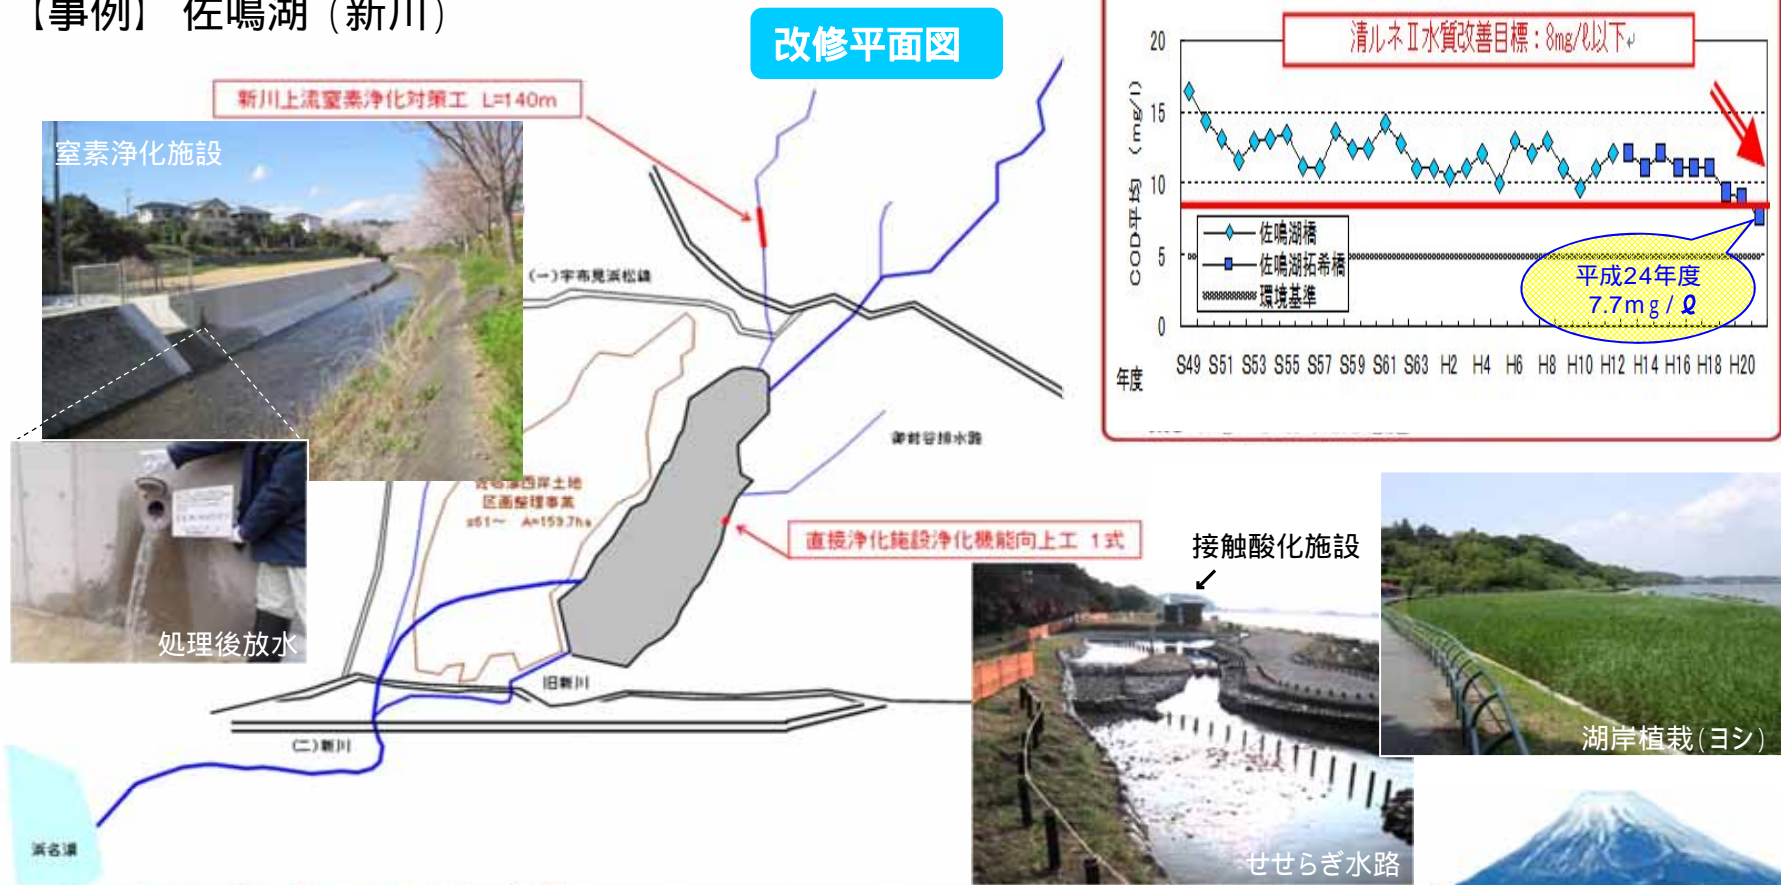 【事例】 佐鳴湖（新川）
改修平面図
新川上流窒素浄化対策工 L=140m
窒素浄化施設
処理後放水
(一)宇布見浜松線
区画整理事業
s61～ A=159.7ha
御前谷排水路
直接浄化施設浄化機能向上工 1式
旧新川
(二)新川
浜名湖
清ルネⅡ水質改善目標：8mg/ℓ以下
COD平均 (mg/l)
20
15
10
5
0
佐鳴湖橋
佐鳴湖拓希橋
環境基準
平成24年度
7.7mg/ℓ
年度
S49 S51 S53 S55 S57 S59 S61 S63 H2 H4 H6 H8 H10 H12 H14 H16 H18 H20
接触酸化施設
せせらぎ水路
湖岸植栽(ヨシ)